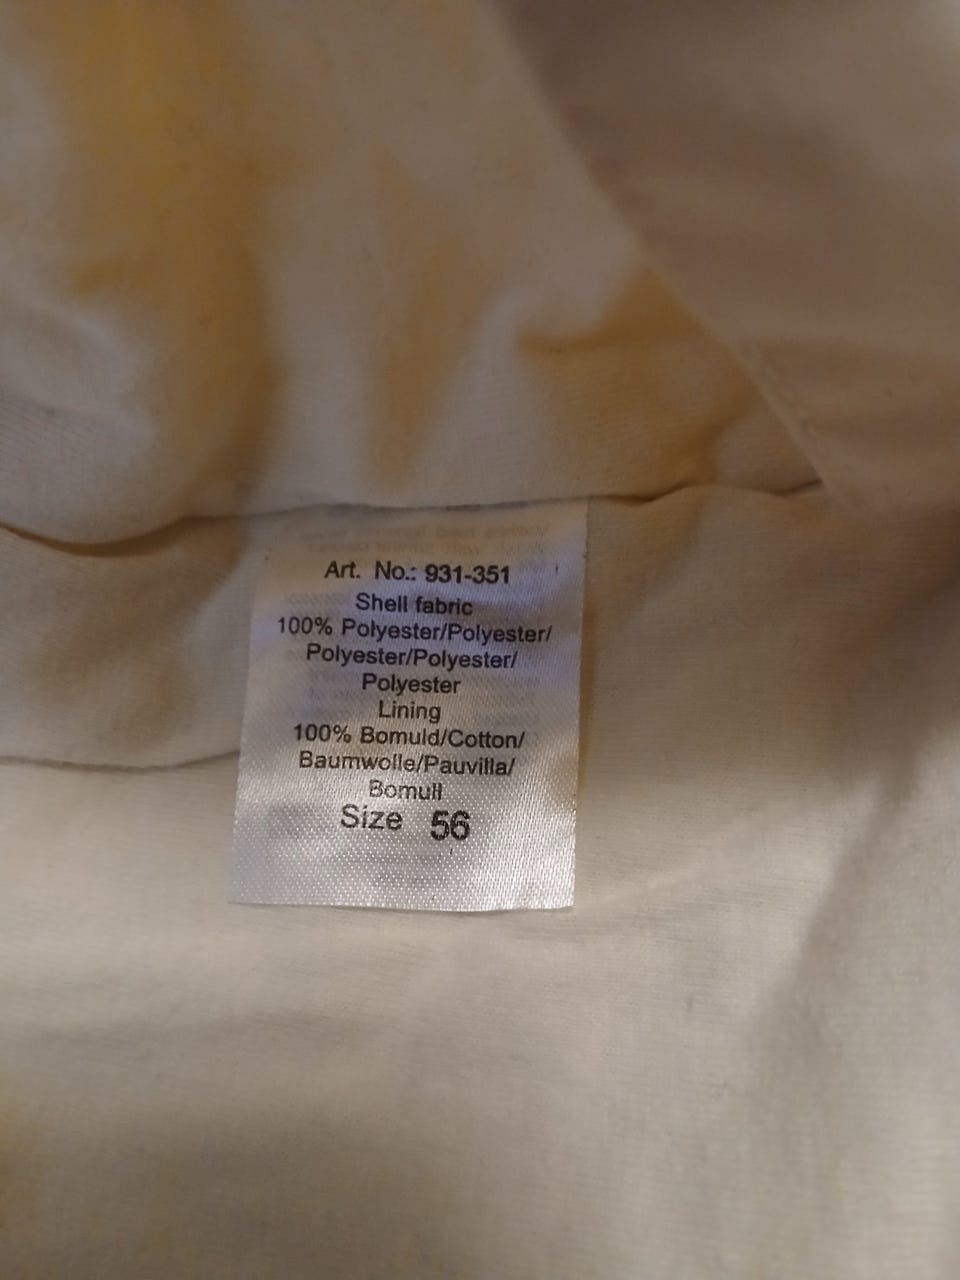 Art. No.: 931-351
Shell fabric
100% Polyester/Polyester/
Polyester/Polyester/
Polyester
Lining
100% Bomuld/Cotton/
Baumwolle/Pauvilla/
Bomull
Size 56